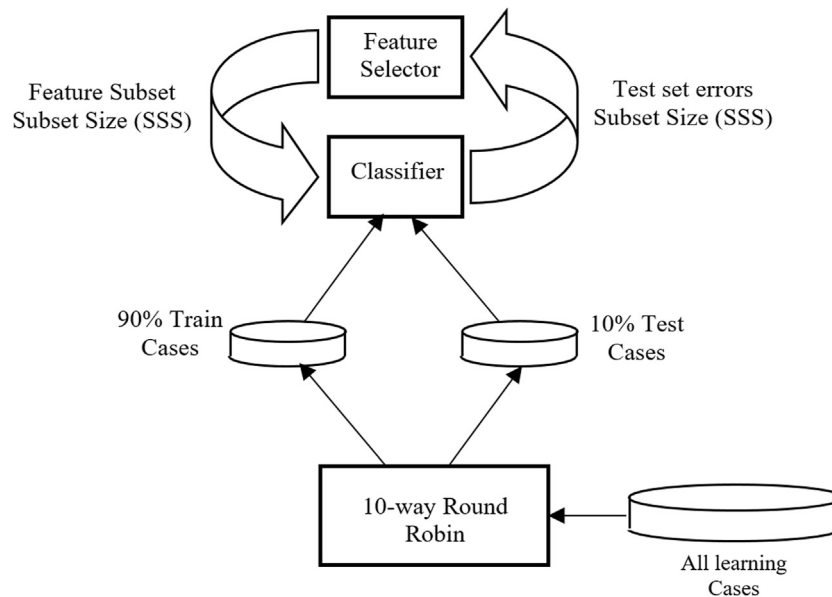 Feature
Selector
Feature Subset
Subset Size (SSS)
Test set errors
Subset Size (SSS)
Classifier
90% Train
Cases
10% Test
Cases
10-way Round
Robin
All learning
Cases